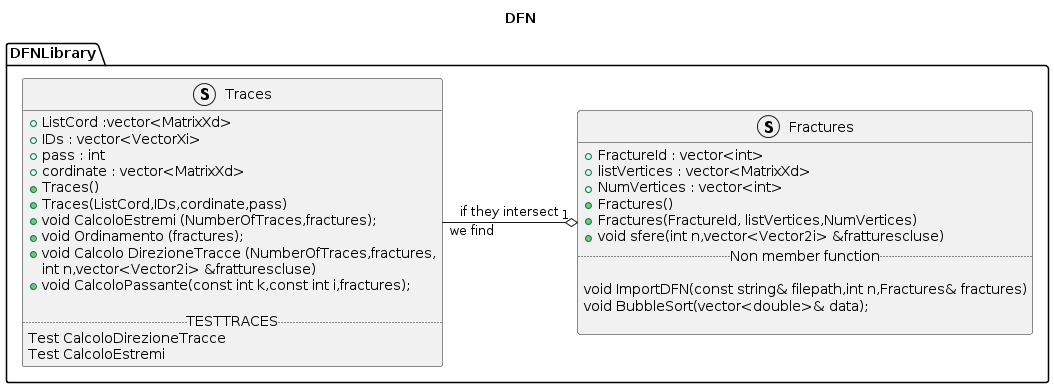 DFN
DFNLibrary
S Traces
ListCord :vector<MatrixXd>
IDs : vector<VectorXi>
pass : int
cordinate : vector<MatrixXd>
Traces()
Traces(ListCord,IDs,cordinate,pass)
void CalcoloEstremi (NumberOfTraces,fractures);
void Ordinamento (fractures);
void Calcolo DirezioneTracce (NumberOfTraces,fractures,
int n,vector<Vector2i> &fratturescluse)
void CalcoloPassante(const int k,const int i,fractures);
TESTTRACES
Test CalcoloDirezioneTracce
Test CalcoloEstremi
if they intersect 1
we find
S Fractures
FractureId : vector<int>
listVertices : vector<MatrixXd>
NumVertices : vector<int>
Fractures()
Fractures(FractureId, listVertices,NumVertices)
void sfere(int n,vector<Vector2i> &fratturescluse)
Non member function
void ImportDFN(const string& filepath,int n,Fractures& fractures)
void BubbleSort(vector<double>& data);